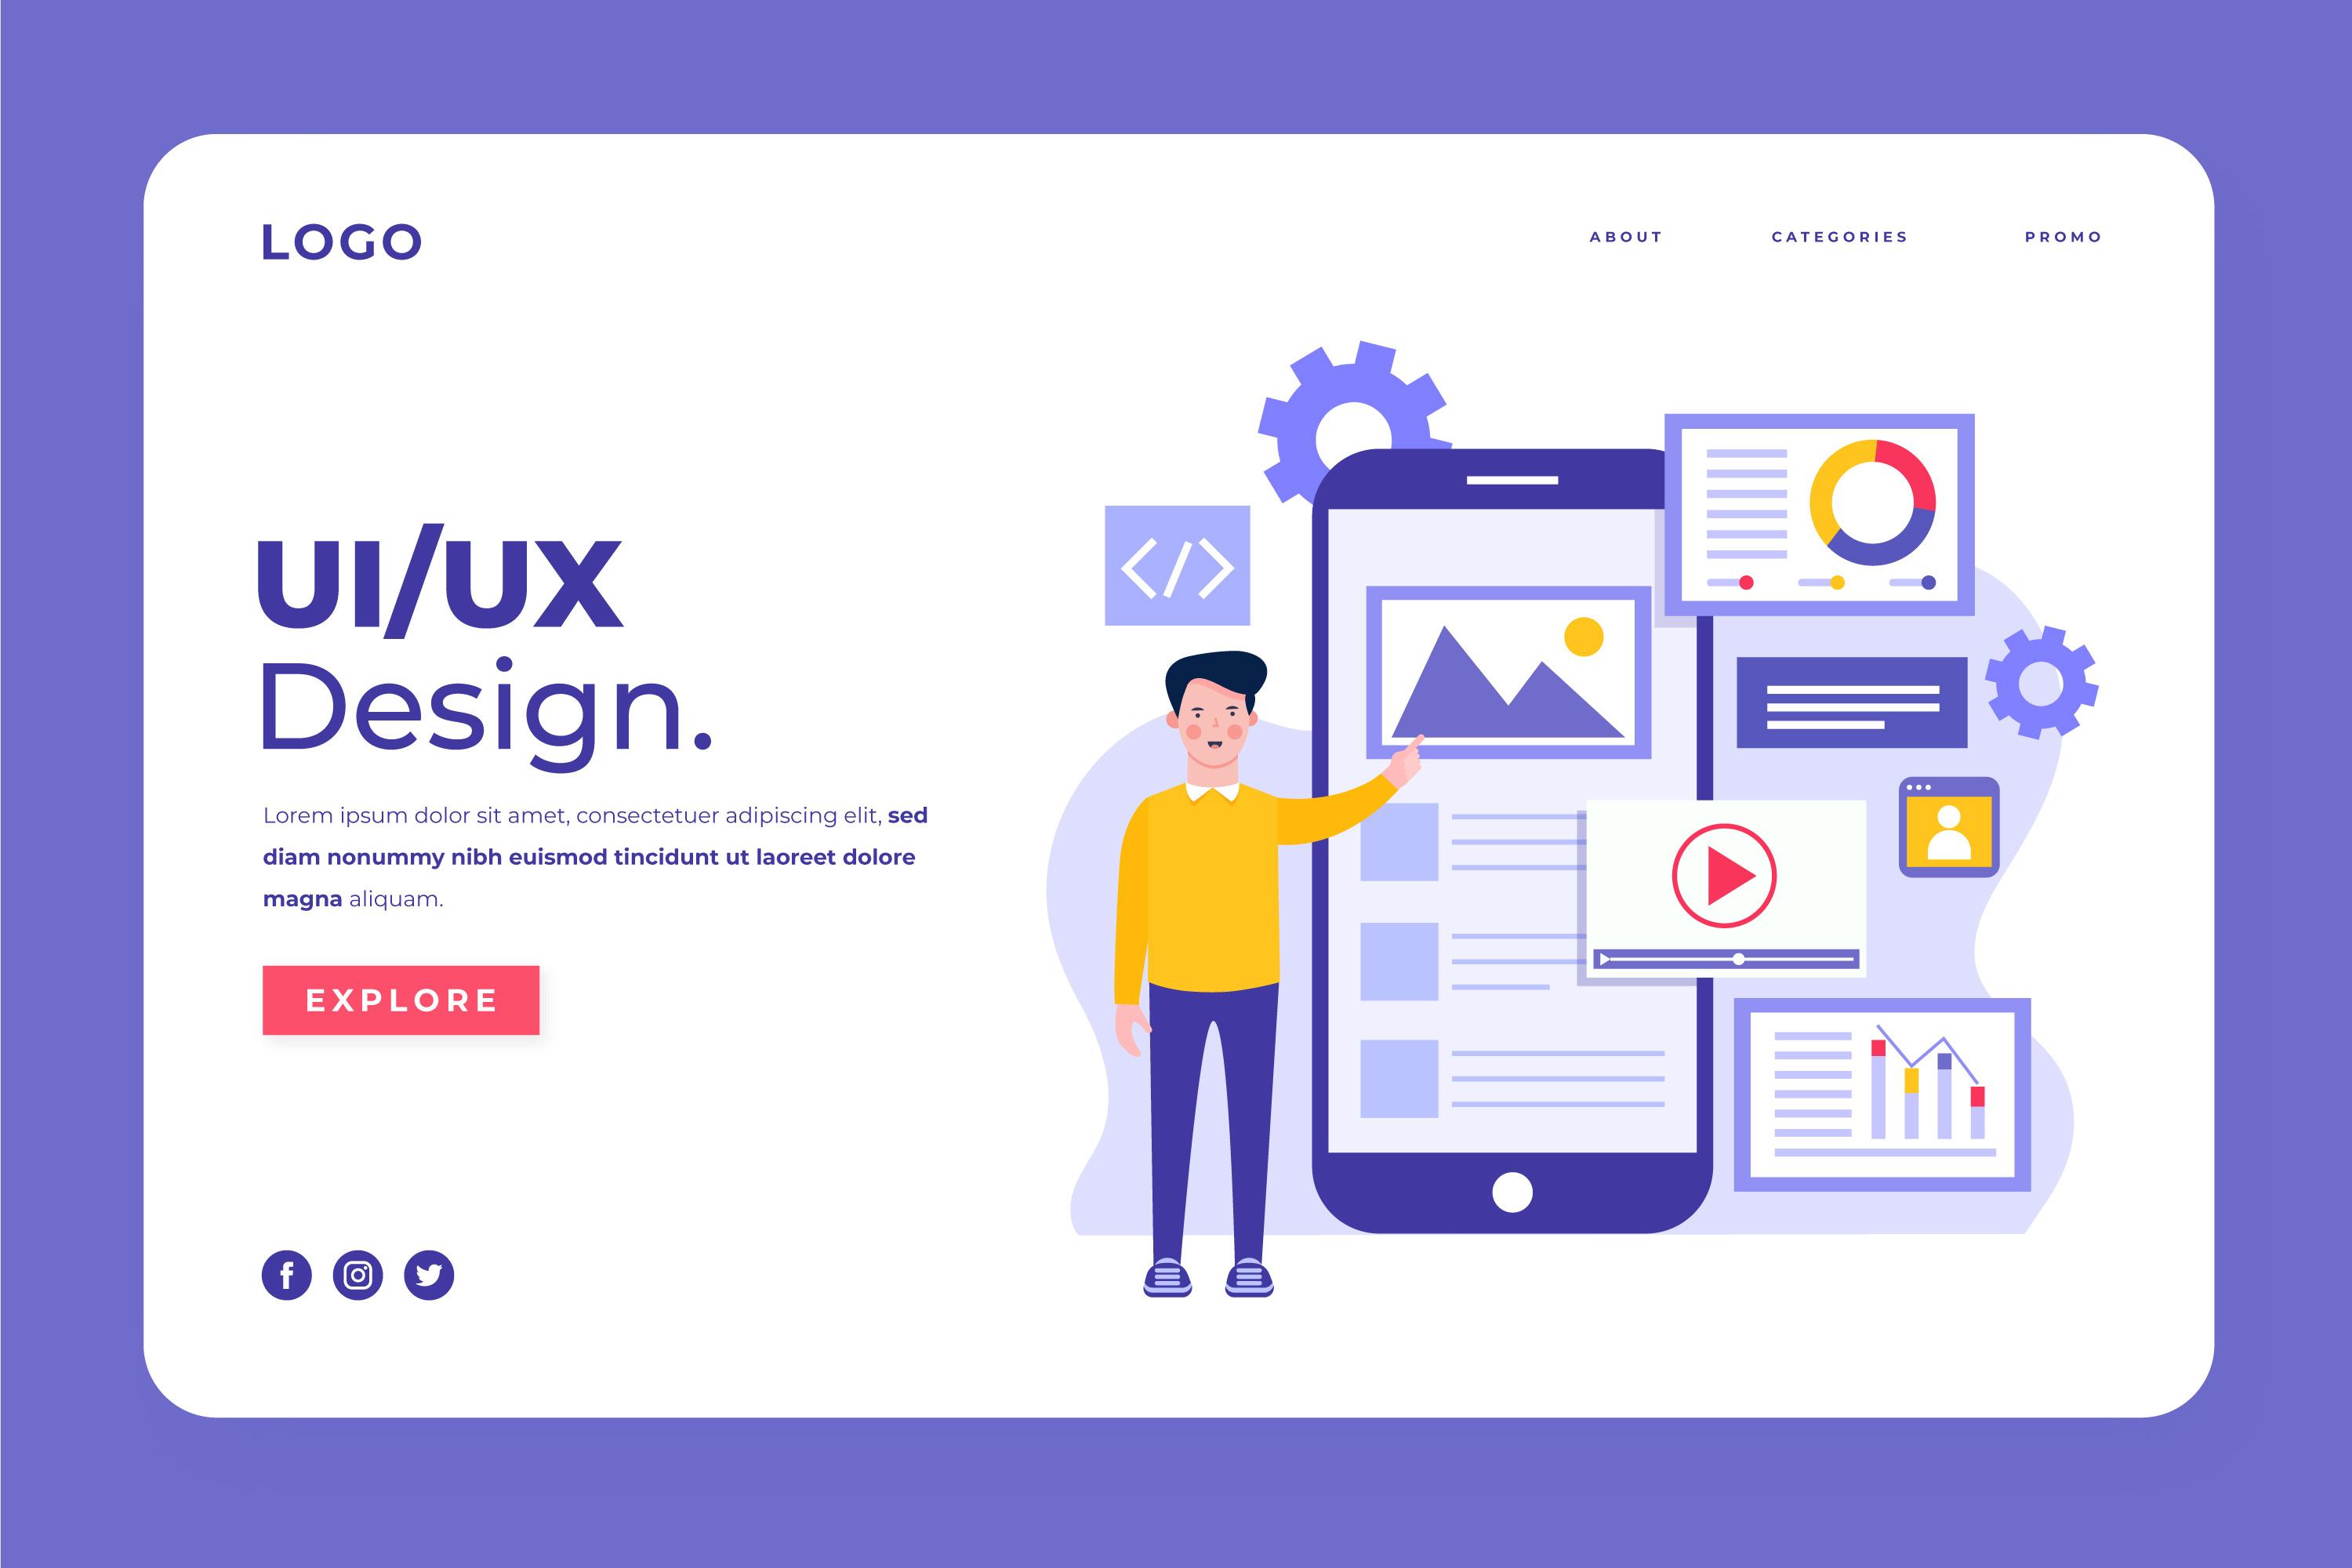 LOGO
ABOUT CATEGORIES PROMO
UI/UX
Design.
Lorem ipsum dolor sit amet, consectetuer adipiscing elit, sed
diam nonummy nibh euismod tincidunt ut laoreet dolore
magna aliquam.
EXPLORE